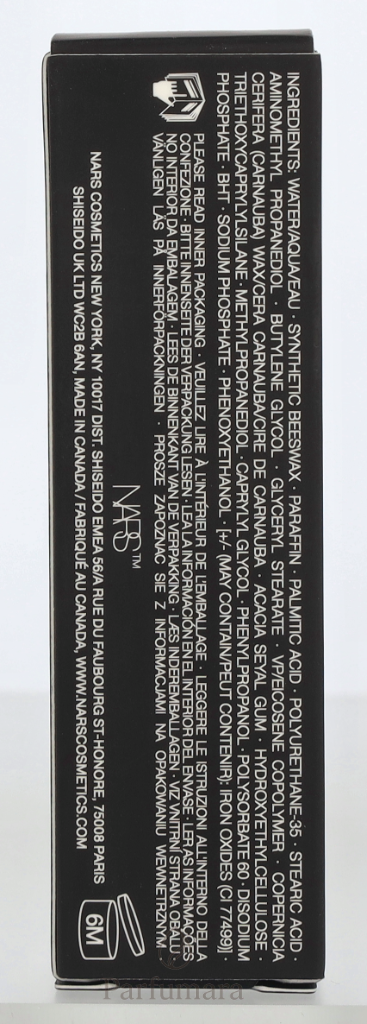 INGREDIENTS: WATER/AQUA/EAU · SYNTHETIC BEESWAX · PARAFFIN · PALMITIC ACID · POLYURETHANE-35 · STEARIC ACID ·
AMINOMETHYL PROPANEDIOL · BUTYLENE GLYCOL · GLYCERYL STEARATE · VP/EICOSENE COPOLYMER · COPERNICIA
CERIFERA (CARNAUBA) WAX/CERA CARNAUBA/CIRE DE CARNAUBA · ACACIA SEYAL GUM · HYDROXYETHYLCELLULOSE ·
TRIETHOXYCAPRYLYLSILANE · METHYLPROPANEDIOL · CAPRYLYL GLYCOL · PHENYLPROPANOL · POLYSORBATE 60 · DISODIUM
PHOSPHATE · BHT · SODIUM PHOSPHATE · PHENOXYETHANOL · [+/- (MAY CONTAIN/PEUT CONTENIR): IRON OXIDES (CI 77499)] ·
PLEASE READ INNER PACKAGING · VEUILLEZ LIRE À L'INTÉRIEUR DE L'EMBALLAGE · LEGGERE LE ISTRUZIONI ALL'INTERNO DELLA
CONFEZIONE · BITTE INNENSEITE DER VERPACKUNG LESEN · LEA LA INFORMACIÓN EN EL INTERIOR DEL ENVASE · LER AS INFORMAÇÕES
NO INTERIOR DA EMBALAGEM · LEES DE BINNENKANT VAN DE VERPAKKING · LÆS INDEREMBALLAGEN · VIZ VNITRNÍ STRANA OBALU ·
VÄNLIGEN LÄS PÅ INNERFÖRPACKNINGEN · PROSZE ZAPOZNAC SIE Z INFORMACJAMI NA OPAKOWANIU WEWNETRZNYM
NARS™
NARS COSMETICS NEW YORK, NY 10017 DIST. SHISEIDO EMEA 56/A RUE DU FAUBOURG ST-HONORE, 75008 PARIS
SHISEIDO UK LTD WC2B 6AN, MADE IN CANADA / FABRIQUÉ AU CANADA, WWW.NARSCOSMETICS.COM
6M
Parfumara